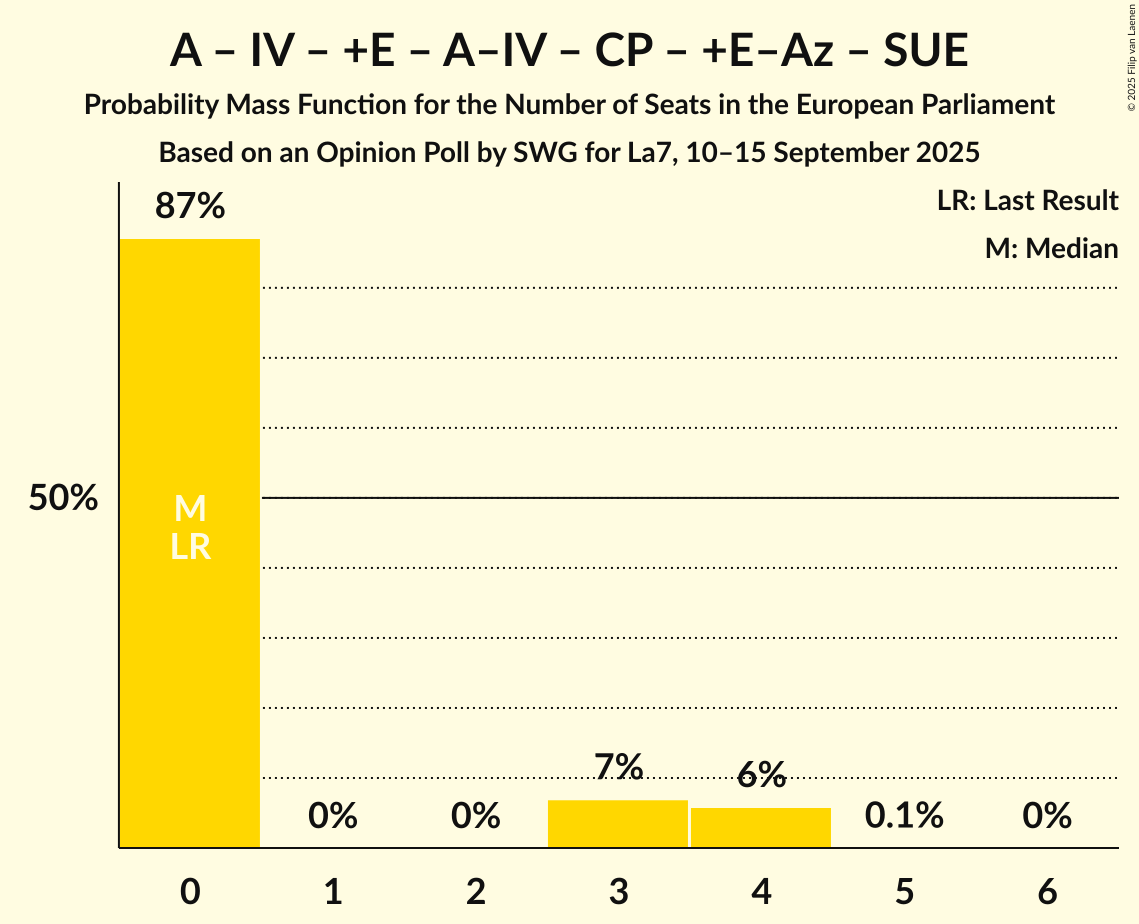 A – IV – +E – A–IV – CP – +E–Az – SUE
Probability Mass Function for the Number of Seats in the European Parliament
Based on an Opinion Poll by SWG for La7, 10–15 September 2025
© 2025 Filip van Laenen
LR: Last Result
M: Median
87%
50%
M
LR
0%
0%
7%
6%
0.1%
0%
0
1
2
3
4
5
6